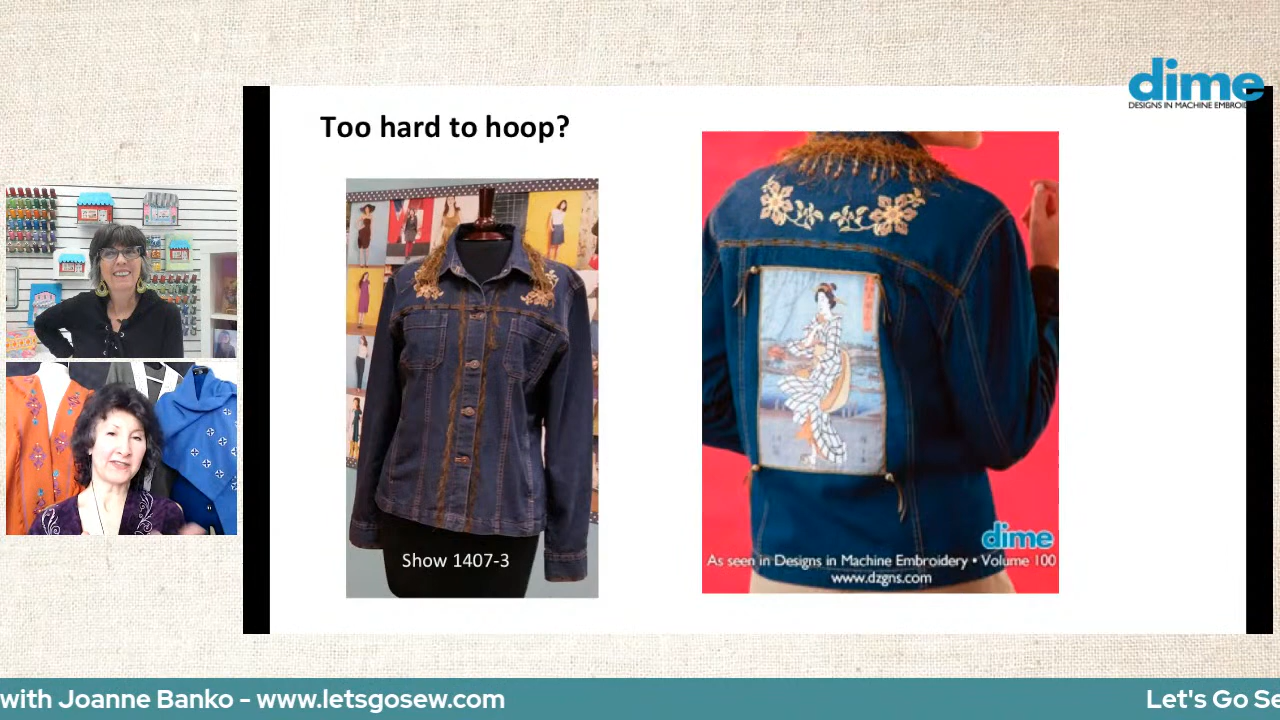 dime
DESIGNS IN MACHINE EMBROID
Too hard to hoop?
Show 1407-3
dime
As seen in Designs in Machine Embroidery • Volume 100
www.dzgns.com
with Joanne Banko - www.letsgosew.com
Let's Go Se